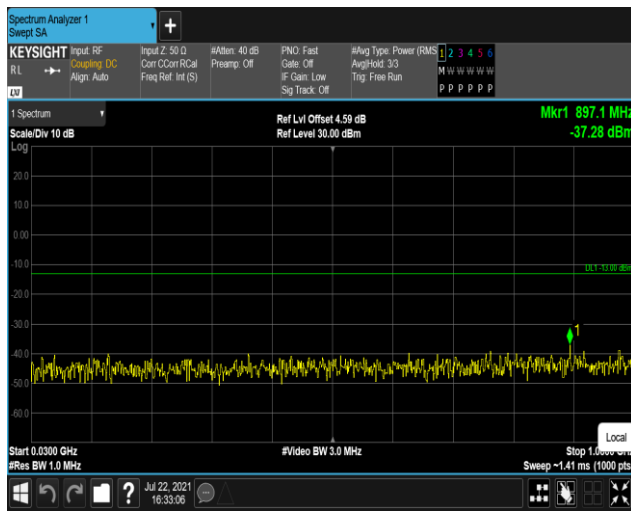 Spectrum Analyzer 1
Swept SA
KEYSIGHT
RL
LXI
Input: RF
Coupling: DC
Align: Auto
Input Z: 50 Ω
Corr CCorr RCal
Freq Ref: Int (S)
#Atten: 40 dB
Preamp: Off
PNO: Fast
Gate: Off
IF Gain: Low
Sig Track: Off
#Avg Type: Power (RMS
Avg|Hold: 3/3
Trig: Free Run
1 2 3 4 5 6
M W W W W W
P P P P P P
1 Spectrum
Scale/Div 10 dB
Log
Ref Lvl Offset 4.59 dB
Ref Level 30.00 dBm
Mkr1 897.1 MHz
-37.28 dBm
20.0
10.0
0.00
-10.0
DL1 -13.00 dBm
-20.0
-30.0
1
-40.0
-50.0
-60.0
Local
Start 0.0300 GHz
#Res BW 1.0 MHz
#Video BW 3.0 MHz
Stop
Sweep ~1.41 ms (1000 pts
Jul 22, 2021
16:33:06